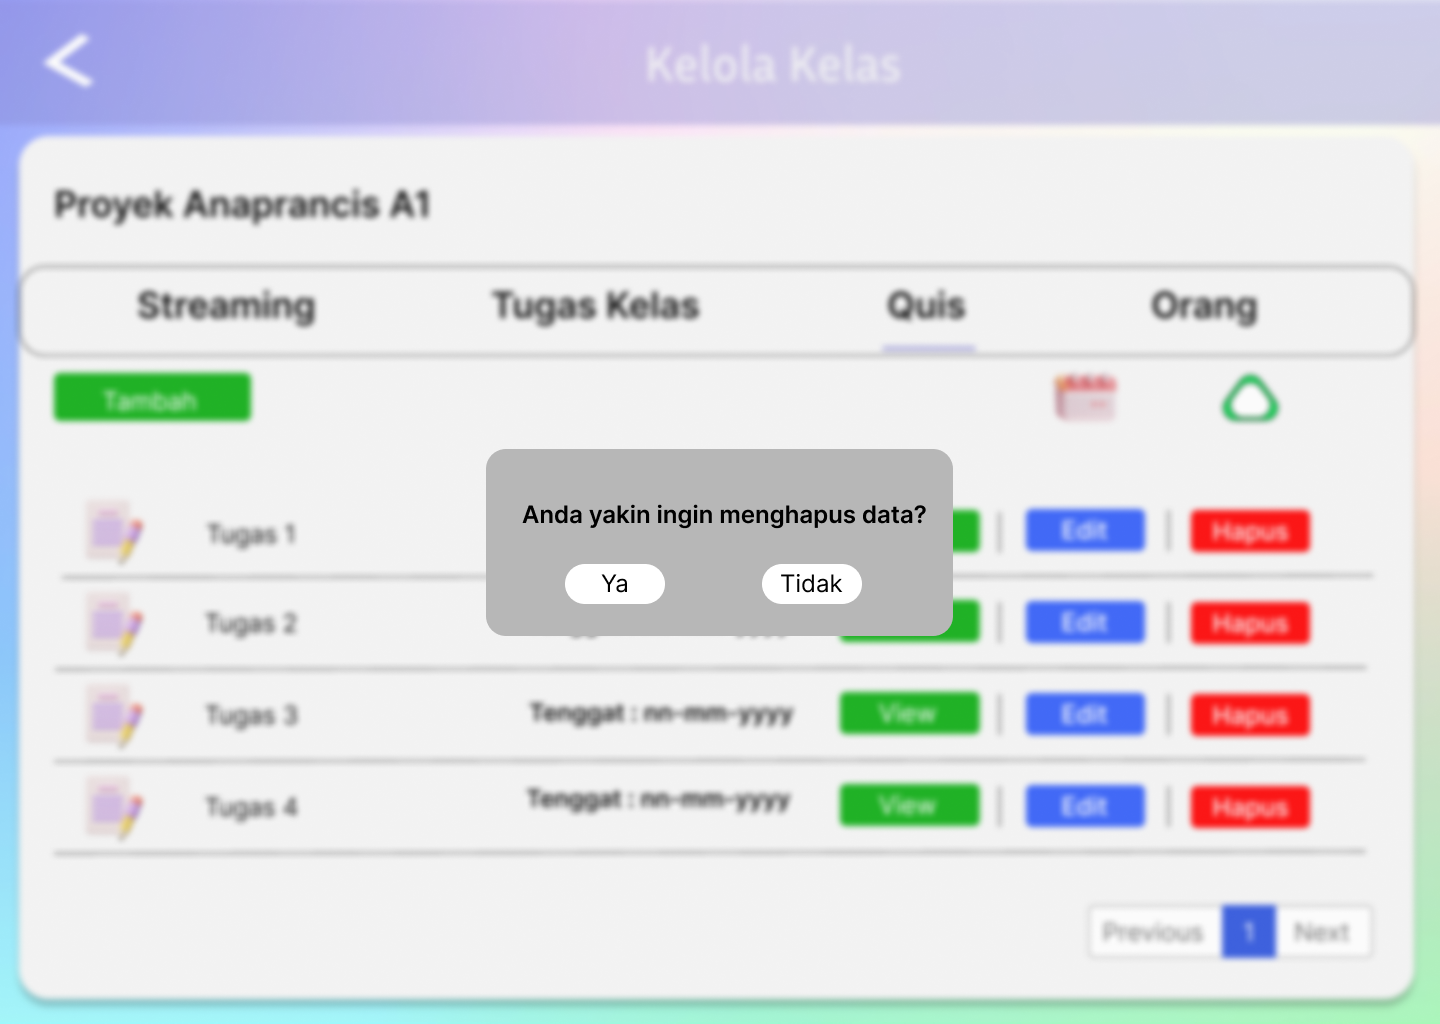 Kelola Kelas
Proyek Anaprancis A1
Streaming Tugas Kelas Quis Orang
Tambah
Anda yakin ingin menghapus data?
Ya Tidak
Tugas 1 Edit Hapus
Tugas 2 Edit Hapus
Tugas 3 Tenggat : nn-mm-yyyy View Edit Hapus
Tugas 4 Tenggat : nn-mm-yyyy View Edit Hapus
Previous 1 Next